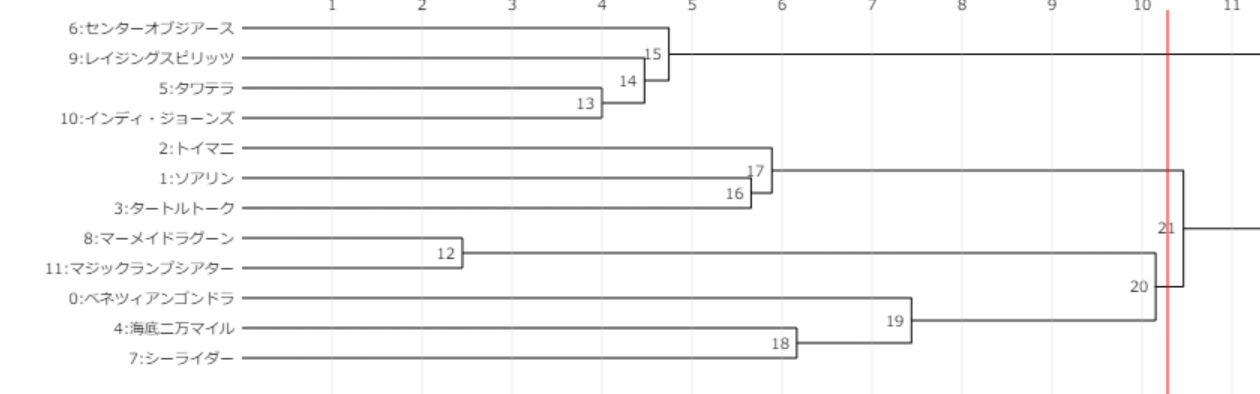 1 2 3 4 5 6 7 8 9 10 11
6:センターオブジアース
15
9:レイジングスピリッツ
14
5:タワテラ
13
10:インディ・ジョーンズ
2:トイマニ
17
1:ソアリン
16
3:タートルトーク
21
8:マーメイドラグーン
12
11:マジックランプシアター
20
0:ベネツィアンゴンドラ
19
4:海底二万マイル
18
7:シーライダー